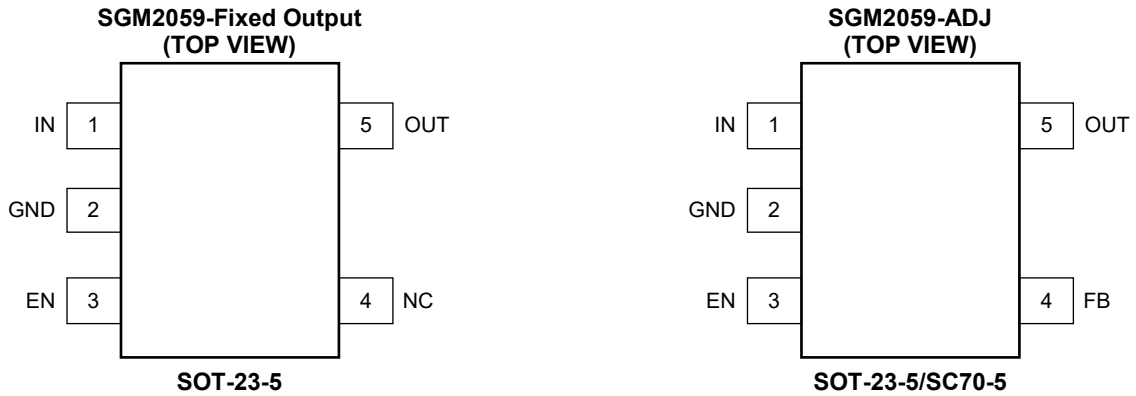 SGM2059-Fixed Output
(TOP VIEW)
IN 1
5 OUT
GND 2
EN 3
4 NC
SOT-23-5
SGM2059-ADJ
(TOP VIEW)
IN 1
5 OUT
GND 2
EN 3
4 FB
SOT-23-5/SC70-5